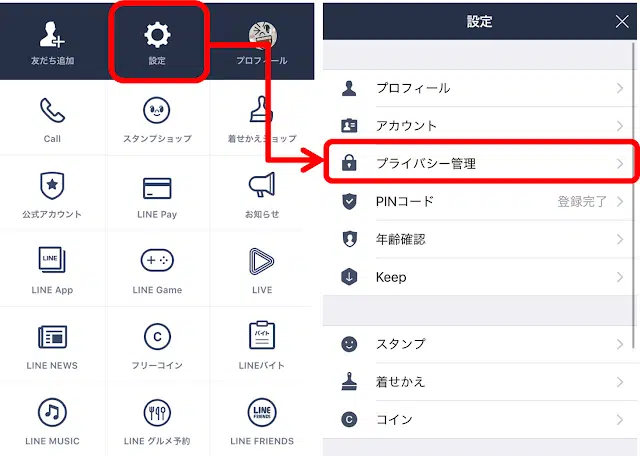 友だち追加
設定
プロフィール
Call
スタンプショップ
着せかえショップ
公式アカウント
LINE Pay
お知らせ
LINE
LINE App
LINE Game
LIVE
LINE NEWS
C
フリーコイン
バイト
LINEバイト
LINE MUSIC
LINE グルメ予約
LINE FRIENDS
LINE FRIENDS
設定
プロフィール
アカウント
プライバシー管理
PINコード 登録完了
年齢確認
Keep
スタンプ
着せかえ
C コイン